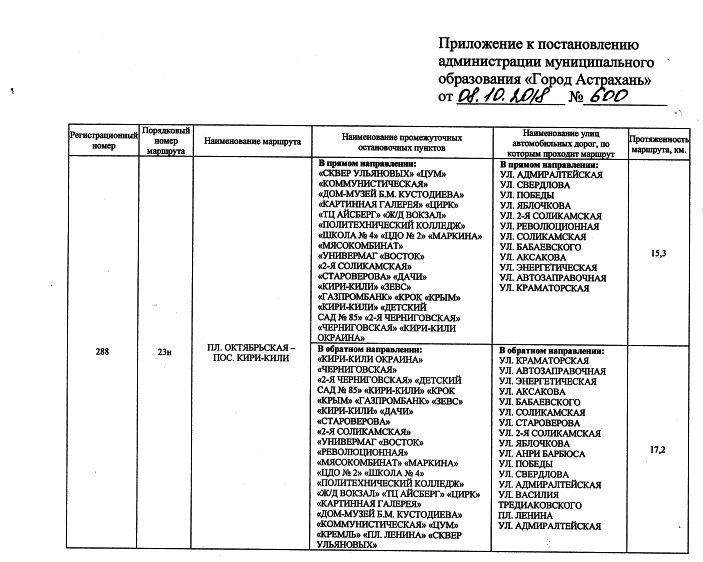 Приложение к постановлению
администрации муниципального
образования «Город Астрахань»
от 08.10.2018 № 600
Регистрационный
номер
Порядковый
номер
маршрута
Наименование маршрута
Наименование промежуточных
остановочных пунктов
Наименование улиц
автомобильных дорог, по
которым проходит маршрут
Протяженность
маршрута, км.
288
23н
ПЛ. ОКТЯБРЬСКАЯ –
ПОС. КИРИ-КИЛИ
В прямом направлении:
«СКВЕР УЛЬЯНОВЫХ» «ЦУМ»
«КОММУНИСТИЧЕСКАЯ»
«ДОМ-МУЗЕЙ Б.М. КУСТОДИЕВА»
«КАРТИННАЯ ГАЛЕРЕЯ» «ЦИРК»
«ТЦ АЙСБЕРГ» «Ж/Д ВОКЗАЛ»
«ПОЛИТЕХНИЧЕСКИЙ КОЛЛЕДЖ»
«ШКОЛА № 4» «ЦДО № 2» «МАРКИНА»
«МЯСОКОМБИНАТ»
«УНИВЕРМАГ «ВОСТОК»
«2-Я СОЛИКАМСКАЯ»
«СТАРОВЕРОВА» «ДАЧИ»
«КИРИ-КИЛИ» «ЗЕВС»
«ГАЗПРОМБАНК» «КРОК «КРЫМ»
«КИРИ-КИЛИ» «ДЕТСКИЙ
САД № 85» «2-Я ЧЕРНИГОВСКАЯ»
«ЧЕРНИГОВСКАЯ» «КИРИ-КИЛИ
ОКРАИНА»
В прямом направлении:
УЛ. АДМИРАЛТЕЙСКАЯ
УЛ. СВЕРДЛОВА
УЛ. ПОБЕДЫ
УЛ. ЯБЛОЧКОВА
УЛ. 2-Я СОЛИКАМСКАЯ
УЛ. РЕВОЛЮЦИОННАЯ
УЛ. СОЛИКАМСКАЯ
УЛ. БАБАЕВСКОГО
УЛ. АКСАКОВА
УЛ. ЭНЕРГЕТИЧЕСКАЯ
УЛ. АВТОЗАПРАВОЧНАЯ
УЛ. КРАМАТОРСКАЯ
15,3
В обратном направлении:
«КИРИ-КИЛИ ОКРАИНА»
«ЧЕРНИГОВСКАЯ»
«2-Я ЧЕРНИГОВСКАЯ» «ДЕТСКИЙ
САД № 85» «КИРИ-КИЛИ» «КРОК
«КРЫМ» «ГАЗПРОМБАНК» «ЗЕВС»
«КИРИ-КИЛИ» «ДАЧИ»
«СТАРОВЕРОВА»
«2-Я СОЛИКАМСКАЯ»
«УНИВЕРМАГ «ВОСТОК»
«РЕВОЛЮЦИОННАЯ»
«МЯСОКОМБИНАТ» «МАРКИНА»
«ЦДО № 2» «ШКОЛА № 4»
«ПОЛИТЕХНИЧЕСКИЙ КОЛЛЕДЖ»
«Ж/Д ВОКЗАЛ» «ТЦ АЙСБЕРГ» «ЦИРК»
«КАРТИННАЯ ГАЛЕРЕЯ»
«ДОМ-МУЗЕЙ Б.М. КУСТОДИЕВА»
«КОММУНИСТИЧЕСКАЯ» «ЦУМ»
«КРЕМЛЬ» «ПЛ. ЛЕНИНА» «СКВЕР
УЛЬЯНОВЫХ»
В обратном направлении:
УЛ. КРАМАТОРСКАЯ
УЛ. АВТОЗАПРАВОЧНАЯ
УЛ. ЭНЕРГЕТИЧЕСКАЯ
УЛ. АКСАКОВА
УЛ. БАБАЕВСКОГО
УЛ. СОЛИКАМСКАЯ
УЛ. СТАРОВЕРОВА
УЛ. 2-Я СОЛИКАМСКАЯ
УЛ. ЯБЛОЧКОВА
УЛ. АНРИ БАРБЮСА
УЛ. ПОБЕДЫ
УЛ. СВЕРДЛОВА
УЛ. АДМИРАЛТЕЙСКАЯ
УЛ. ВАСИЛИЯ
ТРЕДИАКОВСКОГО
ПЛ. ЛЕНИНА
УЛ. АДМИРАЛТЕЙСКАЯ
17,2